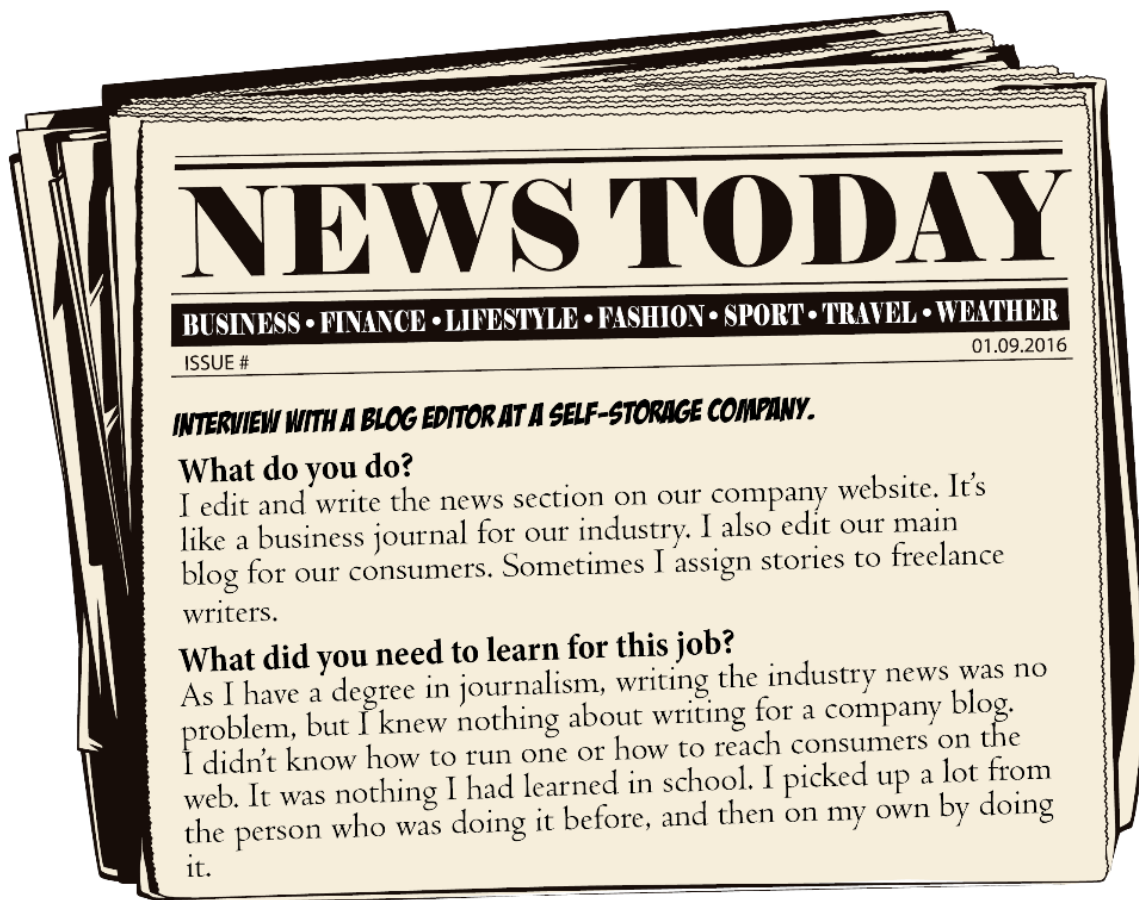 NEWS TODAY
BUSINESS • FINANCE • LIFESTYLE • FASHION • SPORT • TRAVEL • WEATHER
ISSUE # 01.09.2016
INTERVIEW WITH A BLOG EDITOR AT A SELF-STORAGE COMPANY.
What do you do?
I edit and write the news section on our company website. It’s
like a business journal for our industry. I also edit our main
blog for our consumers. Sometimes I assign stories to freelance
writers.
What did you need to learn for this job?
As I have a degree in journalism, writing the industry news was no
problem, but I knew nothing about writing for a company blog.
I didn’t know how to run one or how to reach consumers on the
web. It was nothing I had learned in school. I picked up a lot from
the person who was doing it before, and then on my own by doing
it.